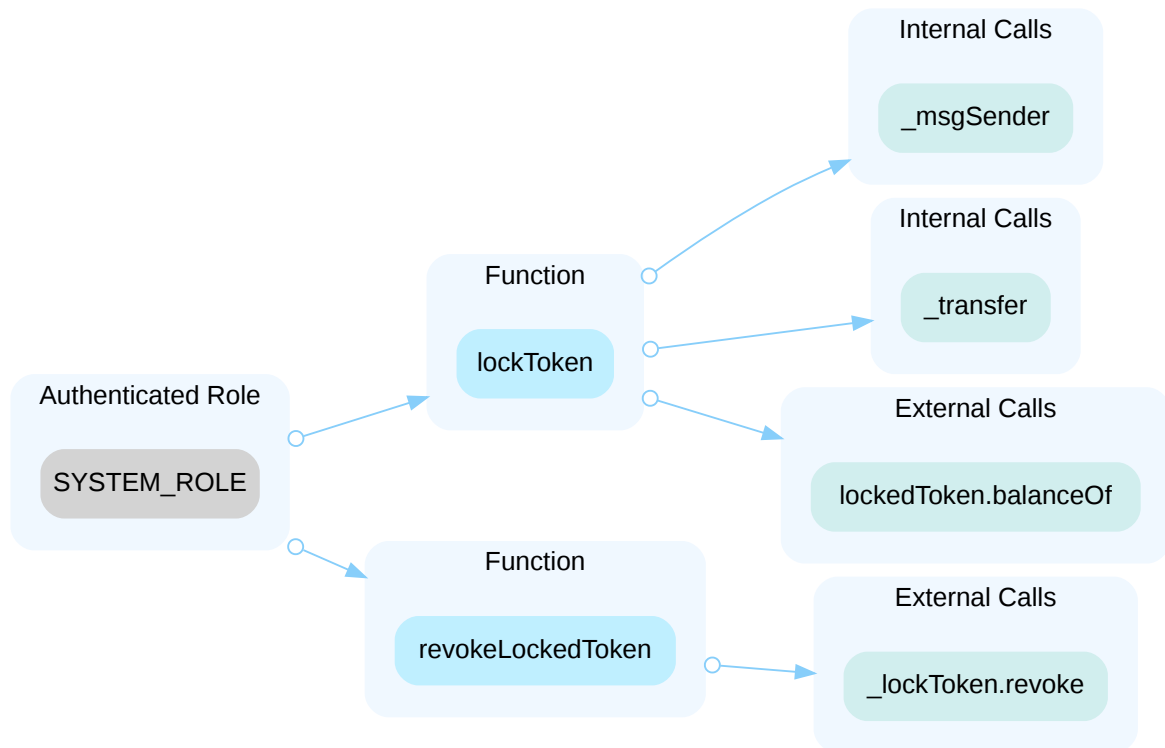 Internal Calls
_msgSender
Internal Calls
_transfer
Function
lockToken
Authenticated Role
SYSTEM_ROLE
External Calls
lockedToken.balanceOf
Function
revokeLockedToken
External Calls
_lockToken.revoke